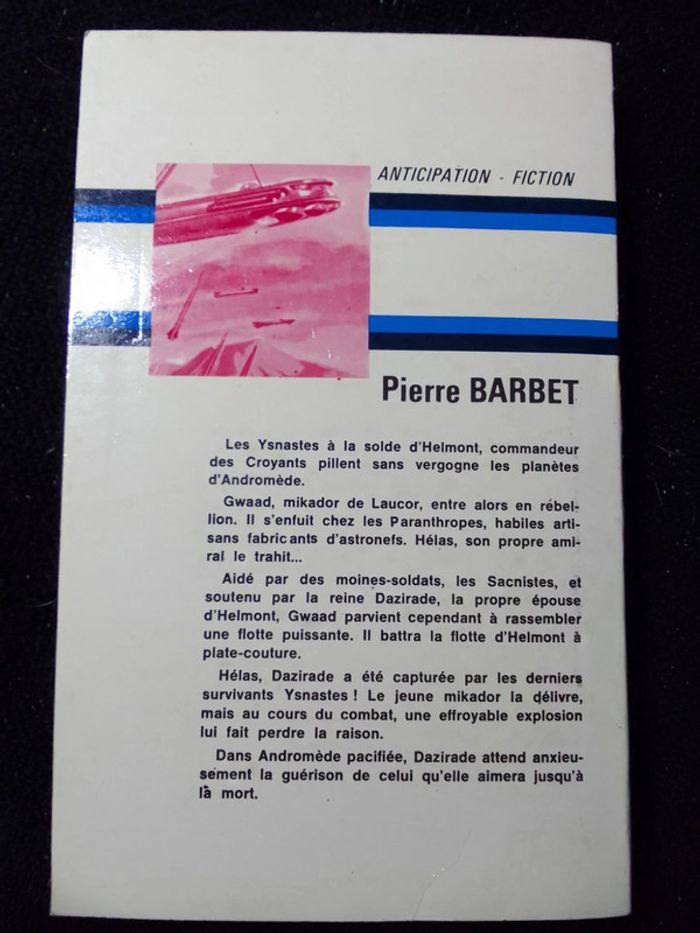 ANTICIPATION - FICTION
Pierre BARBET
Les Ysnastes à la solde d'Helmont, commandeur
des Croyants pillent sans vergogne les planètes
d'Andromède.
Gwaad, mikador de Laucor, entre alors en rébel-
lion. Il s'enfuit chez les Paranthropes, habiles arti-
sans fabricants d'astronefs. Hélas, son propre ami-
ral le trahit...
Aidé par des moines-soldats, les Sacnistes, et
soutenu par la reine Dazirade, la propre épouse
d'Helmont, Gwaad parvient cependant à rassembler
une flotte puissante. Il battra la flotte d'Helmont à
plate-couture.
Hélas, Dazirade a été capturée par les derniers
survivants Ysnastes ! Le jeune mikador la délivre,
mais au cours du combat, une effroyable explosion
lui fait perdre la raison.
Dans Andromède pacifiée, Dazirade attend anxieu-
sement la guérison de celui qu'elle aimera jusqu'à
la mort.